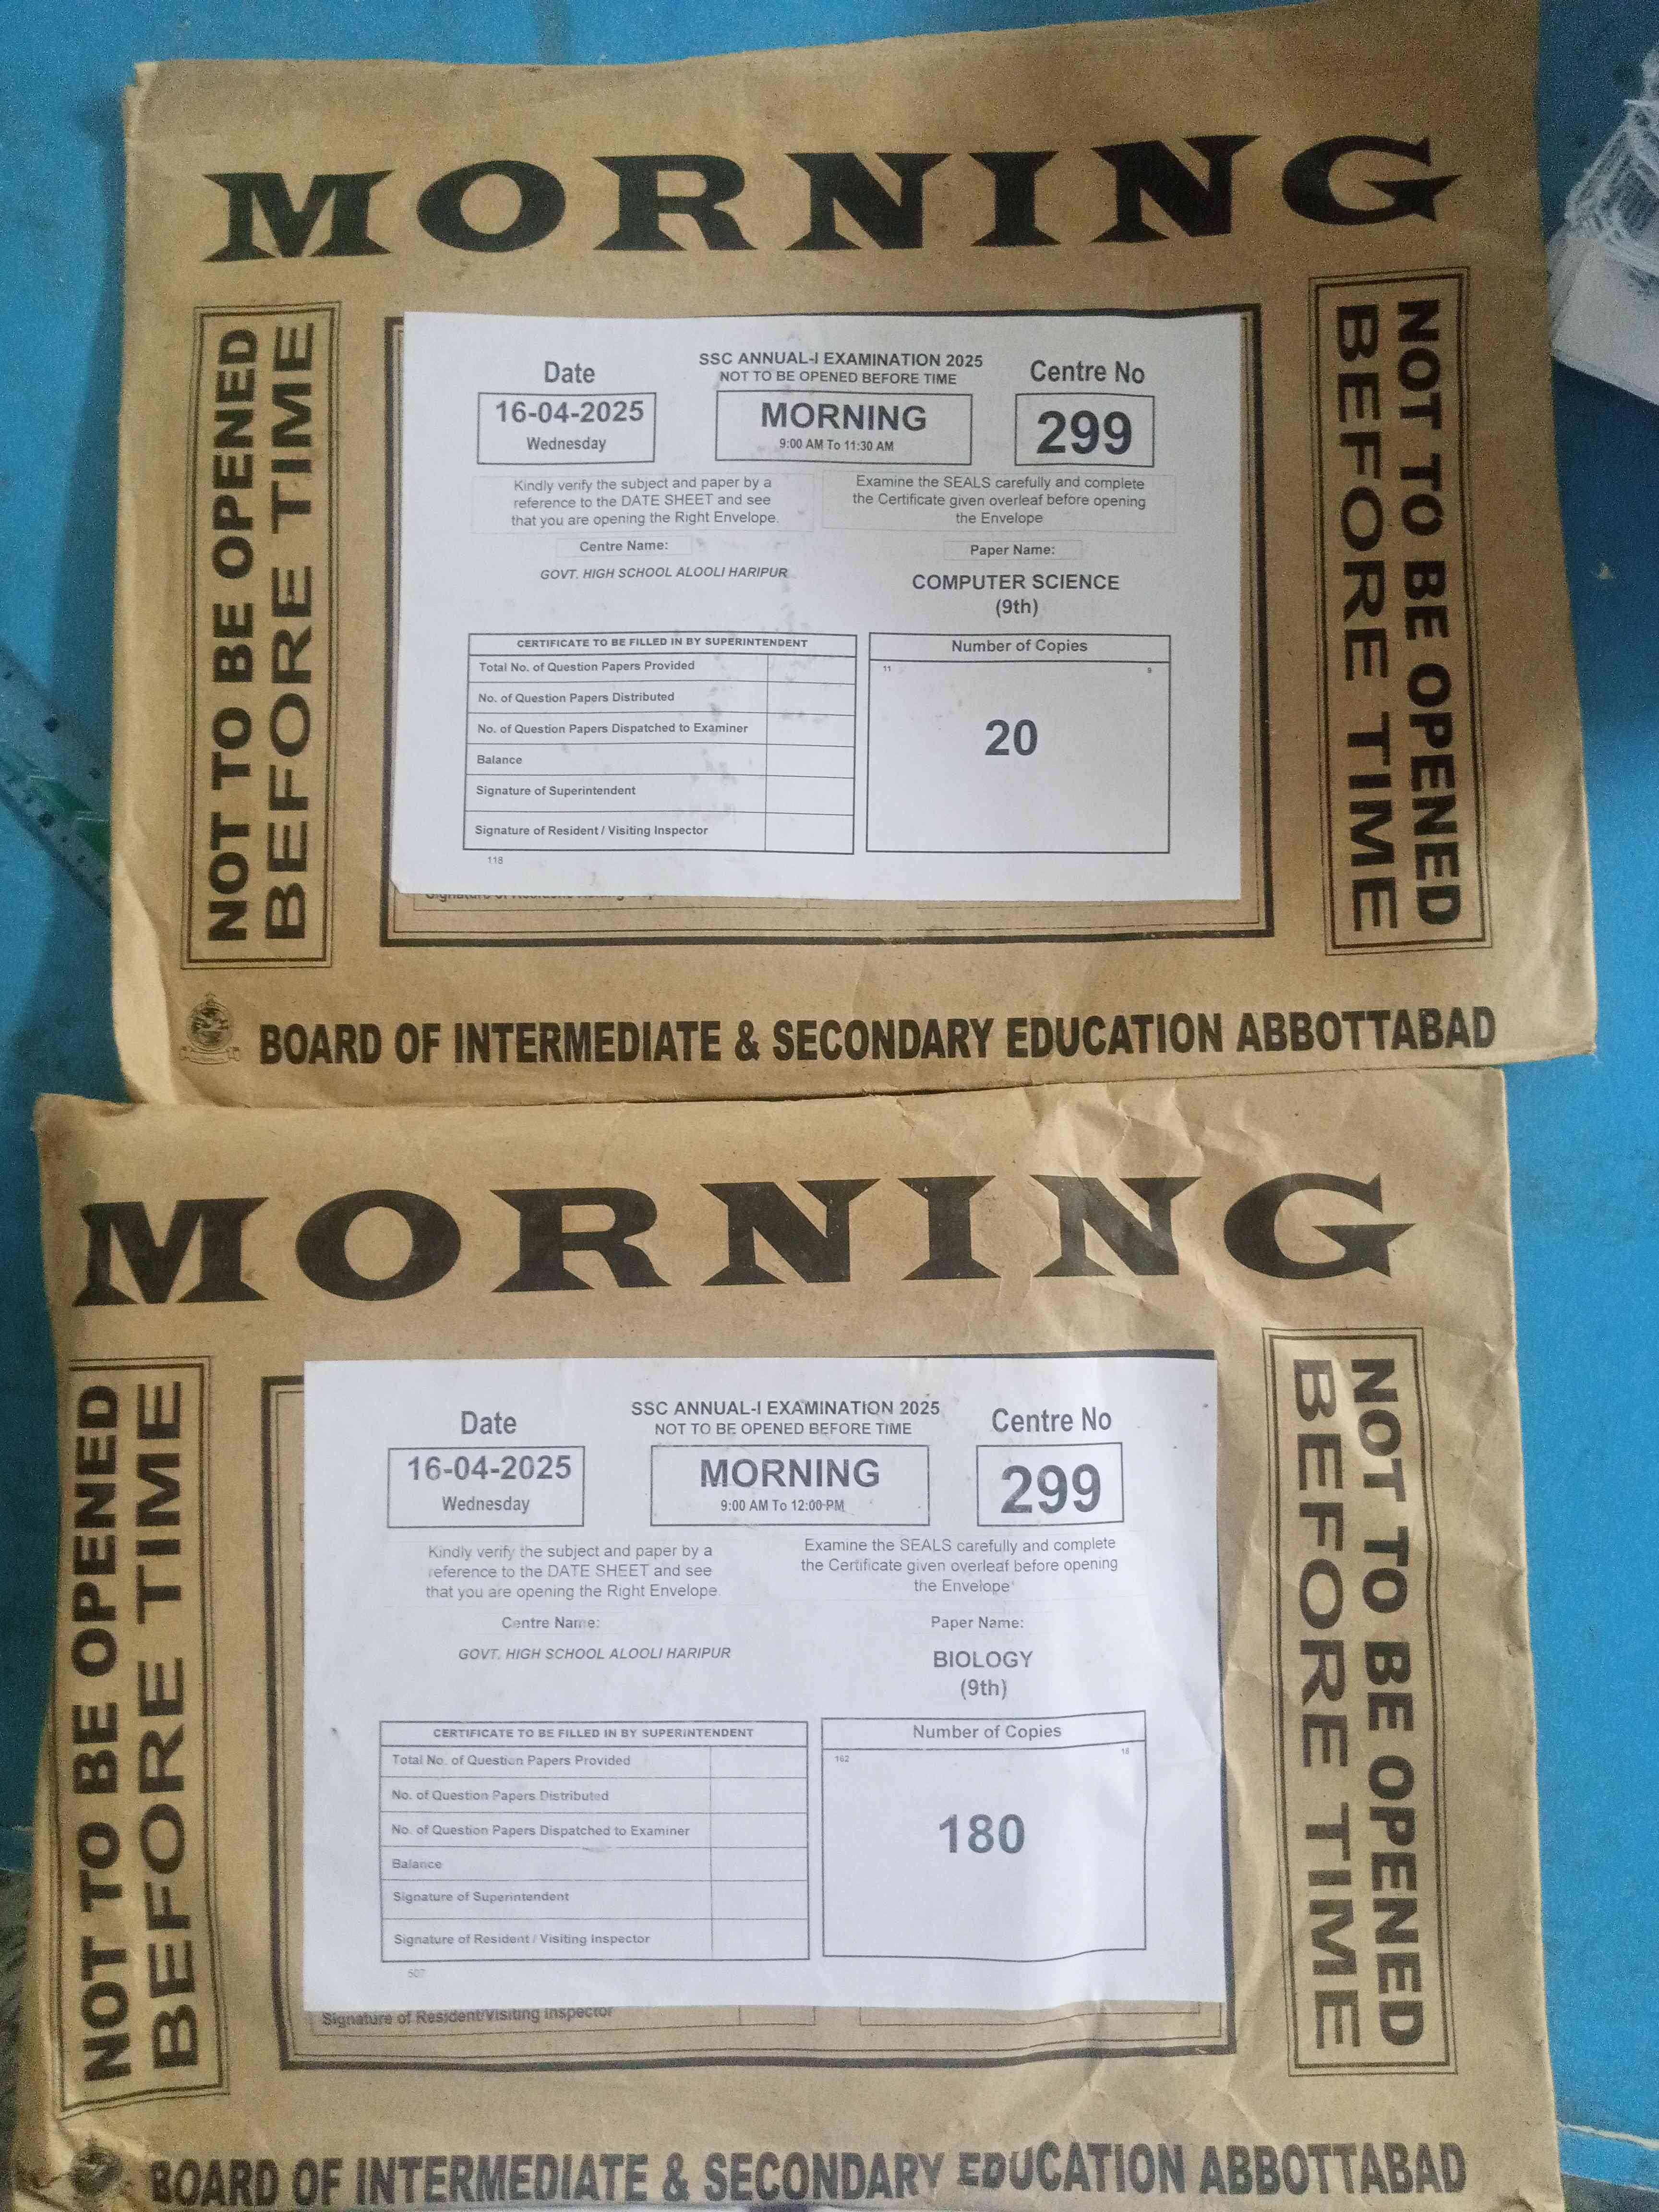 MORNING
NOT TO BE OPENED
BEFORE TIME
Date
16-04-2025
Wednesday
SSC ANNUAL-I EXAMINATION 2025
NOT TO BE OPENED BEFORE TIME
MORNING
9:00 AM To 11:30 AM
Centre No
299
Kindly verify the subject and paper by a
reference to the DATE SHEET and see
that you are opening the Right Envelope.
Examine the SEALS carefully and complete
the Certificate given overleaf before opening
the Envelope
Centre Name:
GOVT. HIGH SCHOOL ALOOLI HARIPUR
Paper Name:
COMPUTER SCIENCE
(9th)
CERTIFICATE TO BE FILLED IN BY SUPERINTENDENT
Total No. of Question Papers Provided
No. of Question Papers Distributed
No. of Question Papers Dispatched to Examiner
Balance
Signature of Superintendent
Signature of Resident / Visiting Inspector
118
Number of Copies
11 9
20
NOT TO BE OPENED
BEFORE TIME
BOARD OF INTERMEDIATE & SECONDARY EDUCATION ABBOTTABAD
MORNING
NOT TO BE OPENED
BEFORE TIME
Date
16-04-2025
Wednesday
SSC ANNUAL-I EXAMINATION 2025
NOT TO BE OPENED BEFORE TIME
MORNING
9:00 AM To 12:00 PM
Centre No
299
Kindly verify the subject and paper by a
reference to the DATE SHEET and see
that you are opening the Right Envelope.
Examine the SEALS carefully and complete
the Certificate given overleaf before opening
the Envelope
Centre Name:
GOVT. HIGH SCHOOL ALOOLI HARIPUR
Paper Name:
BIOLOGY
(9th)
CERTIFICATE TO BE FILLED IN BY SUPERINTENDENT
Total No. of Question Papers Provided
No. of Question Papers Distributed
No. of Question Papers Dispatched to Examiner
Balance
Signature of Superintendent
Signature of Resident / Visiting Inspector
Number of Copies
162 18
180
Signature of Resident/Visiting Inspector
NOT TO BE OPENED
BEFORE TIME
BOARD OF INTERMEDIATE & SECONDARY EDUCATION ABBOTTABAD